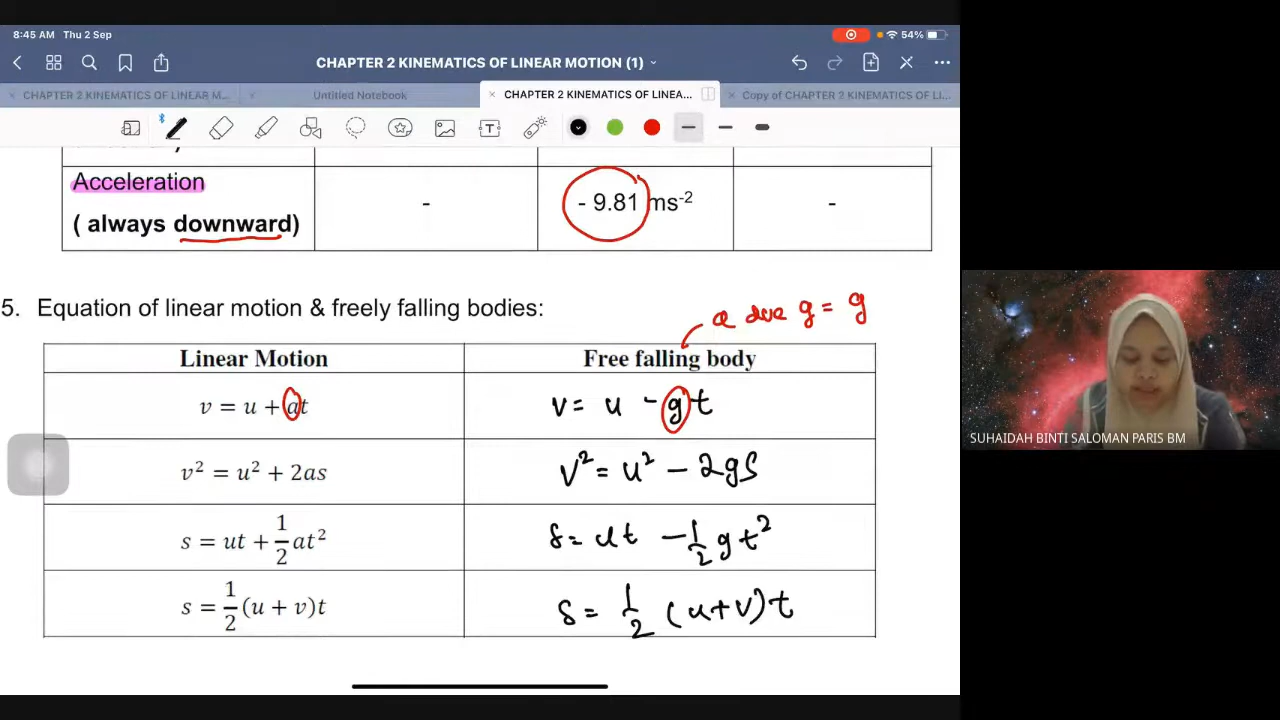 8:45 AM Thu 2 Sep
54%
CHAPTER 2 KINEMATICS OF LINEAR MOTION (1)
CHAPTER 2 KINEMATICS OF LINEAR M...
Untitled Notebook
CHAPTER 2 KINEMATICS OF LINEA...
Copy of CHAPTER 2 KINEMATICS OF LI...
Acceleration
( always downward)
-
- 9.81 ms⁻²
-
5. Equation of linear motion & freely falling bodies:
a due g = g
Linear Motion
Free falling body
v = u + at
v = u - gt
v² = u² + 2as
v² = u² - 2gs
s = ut + 1/2 at²
s = ut - 1/2 gt²
s = 1/2 (u + v)t
s = 1/2 (u+v)t
SUHAIDAH BINTI SALOMAN PARIS BM